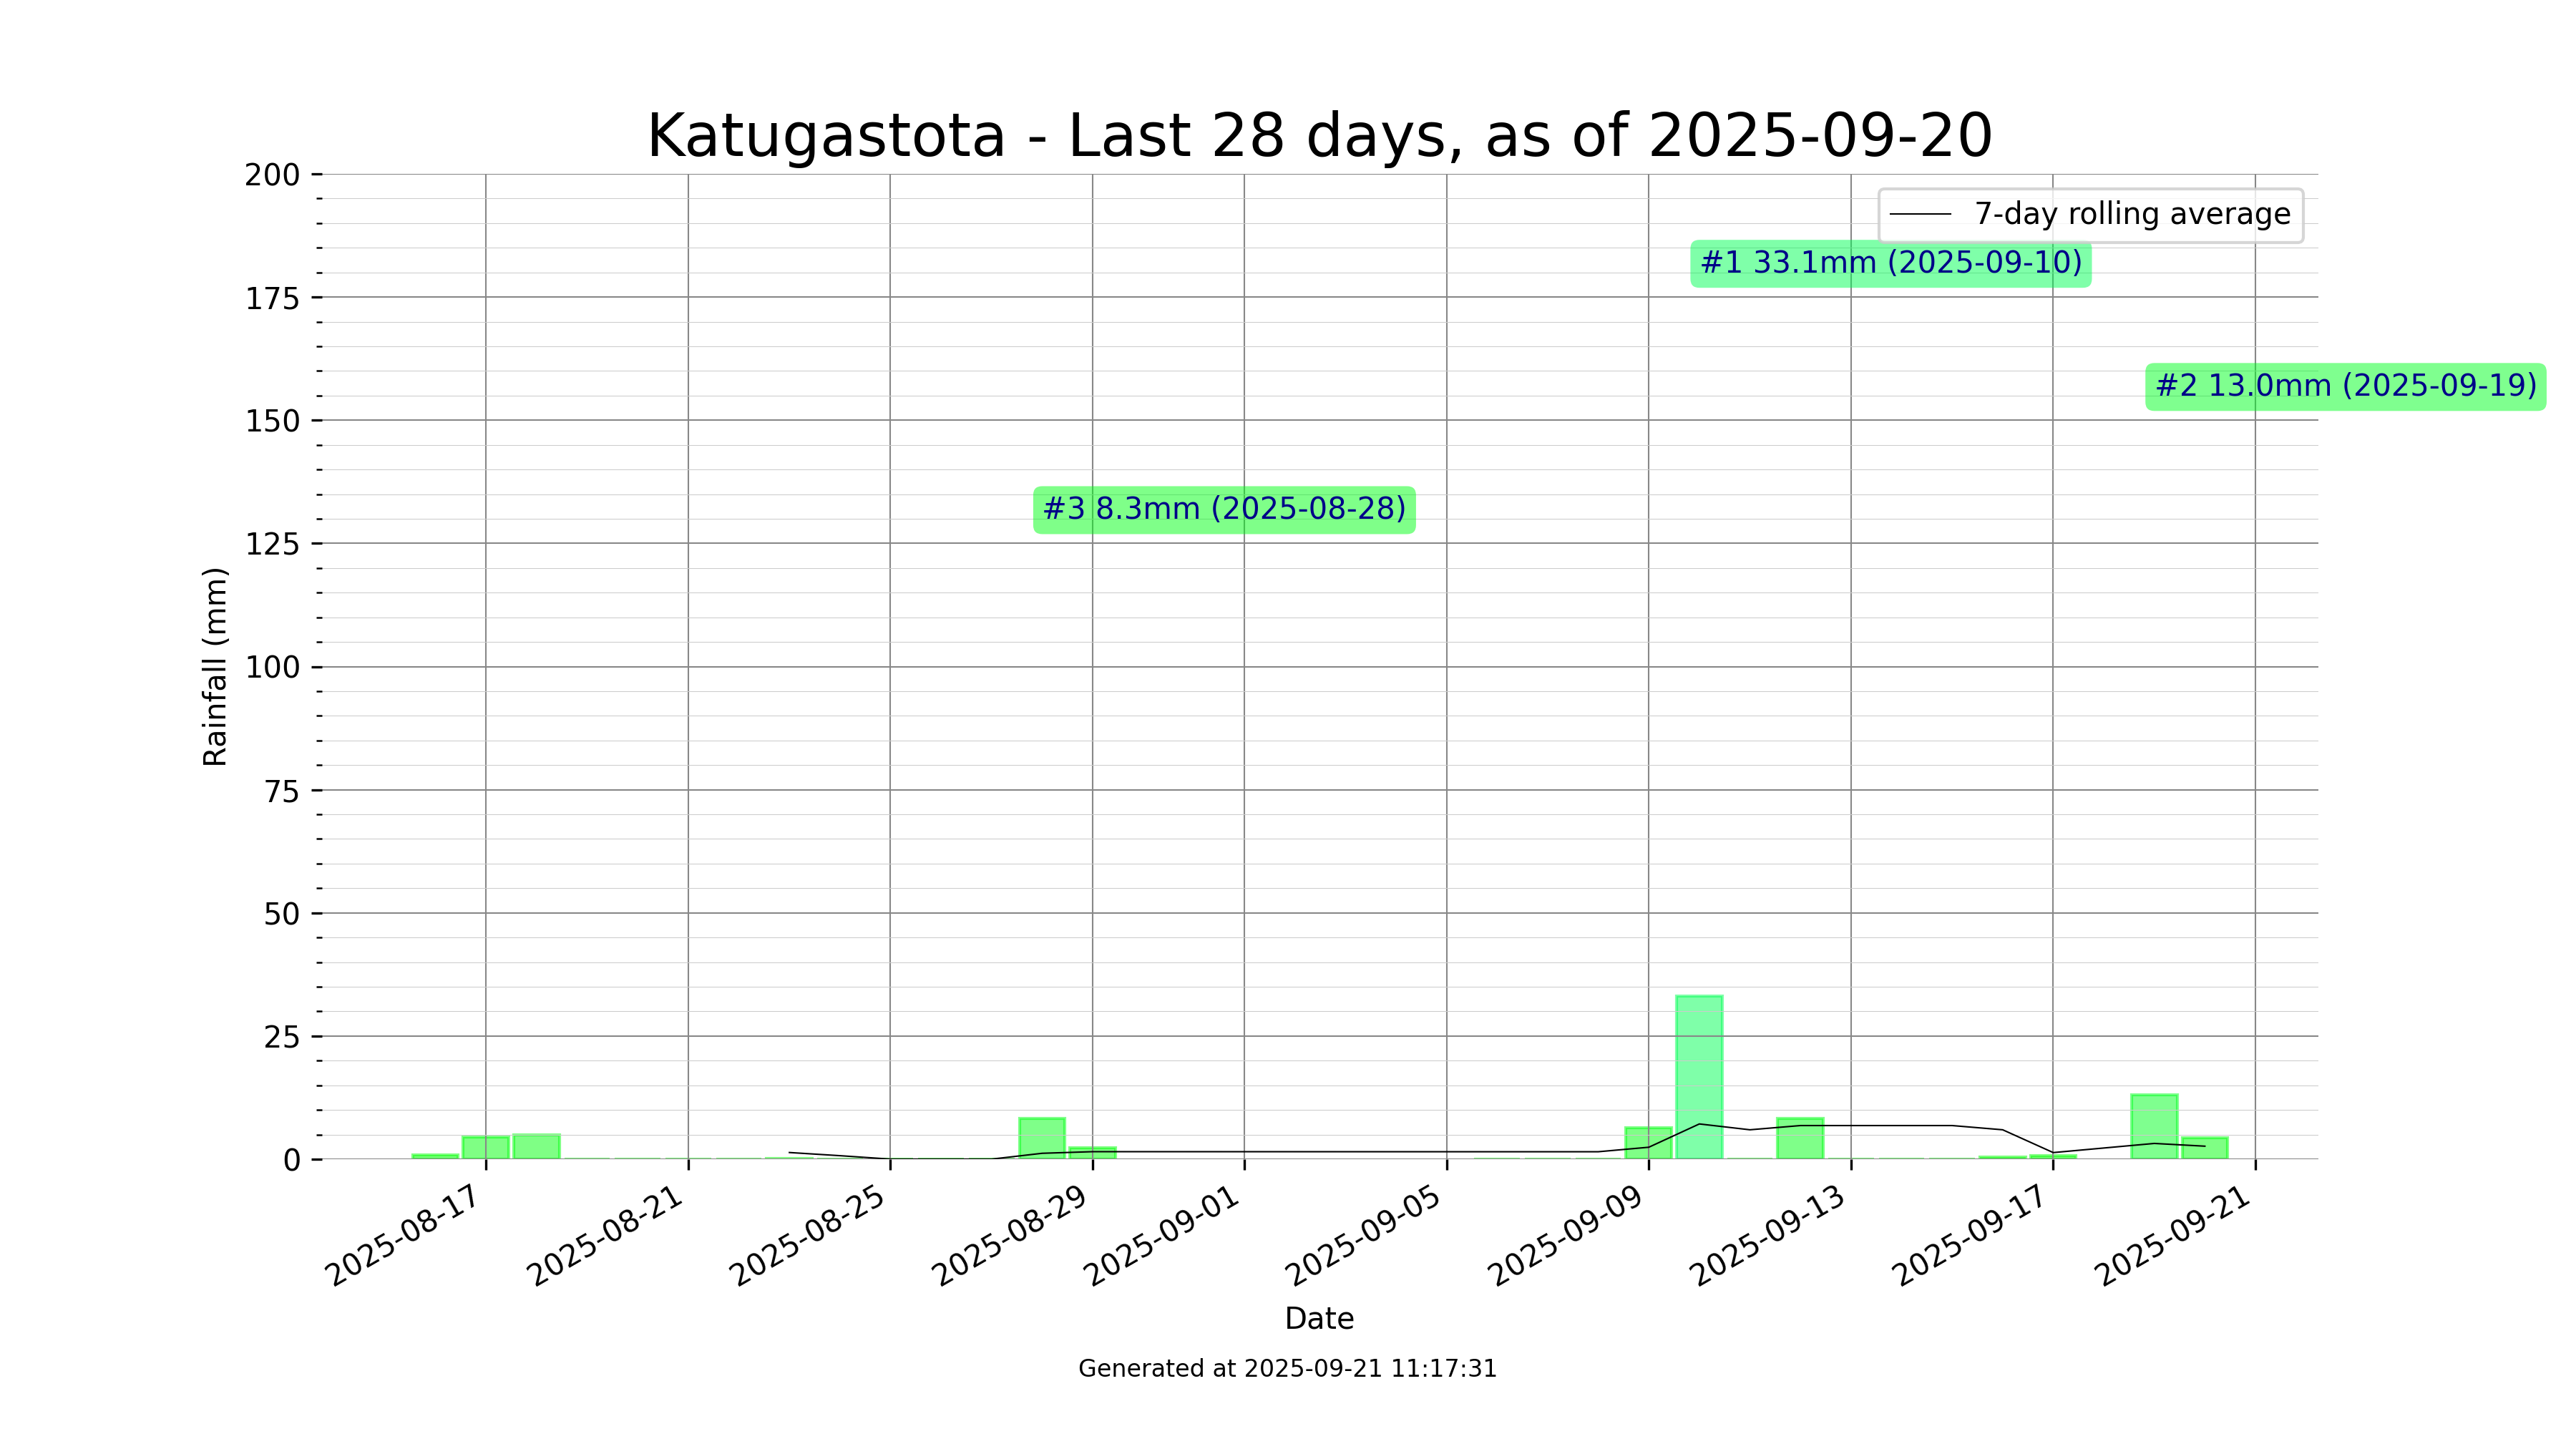 Katugastota - Last 28 days, as of 2025-09-20
200
175
150
125
100
75
50
25
0
Rainfall (mm)
7-day rolling average
#1 33.1mm (2025-09-10)
#2 13.0mm (2025-09-19)
#3 8.3mm (2025-08-28)
2025-08-17
2025-08-21
2025-08-25
2025-08-29
2025-09-01
2025-09-05
2025-09-09
2025-09-13
2025-09-17
2025-09-21
Date
Generated at 2025-09-21 11:17:31